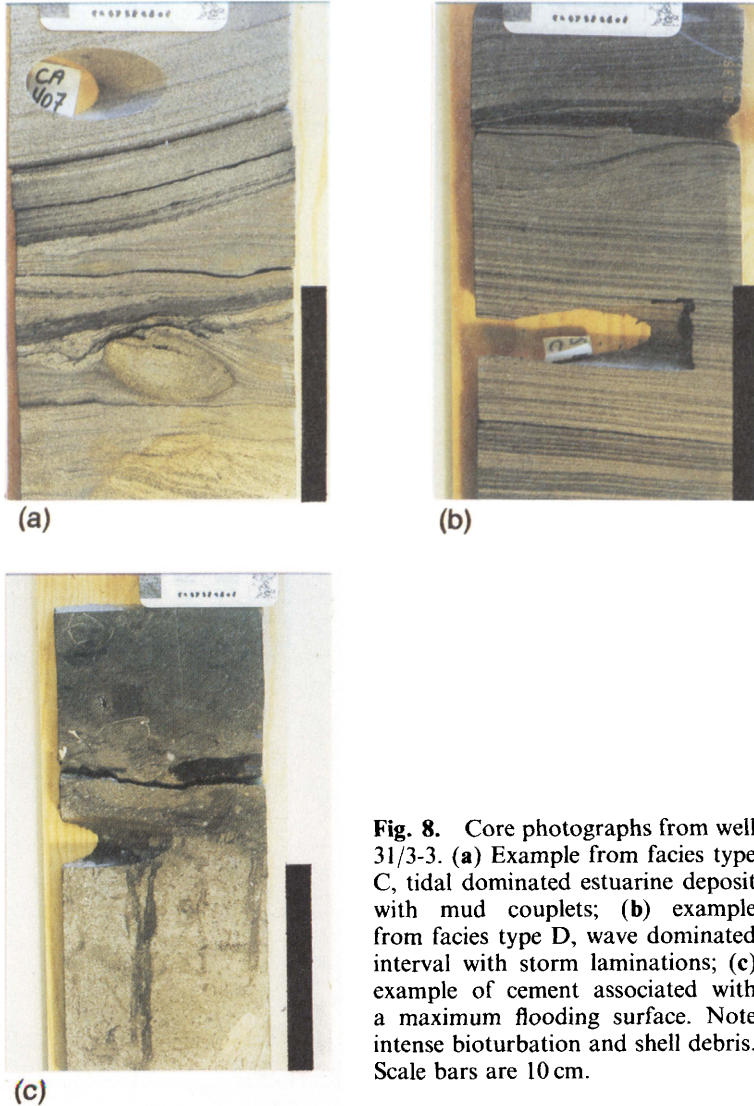 CA
407
(a)
(b)
(c)
Fig. 8. Core photographs from well
31/3-3. (a) Example from facies type
C, tidal dominated estuarine deposit
with mud couplets; (b) example
from facies type D, wave dominated
interval with storm laminations; (c)
example of cement associated with
a maximum flooding surface. Note
intense bioturbation and shell debris.
Scale bars are 10 cm.